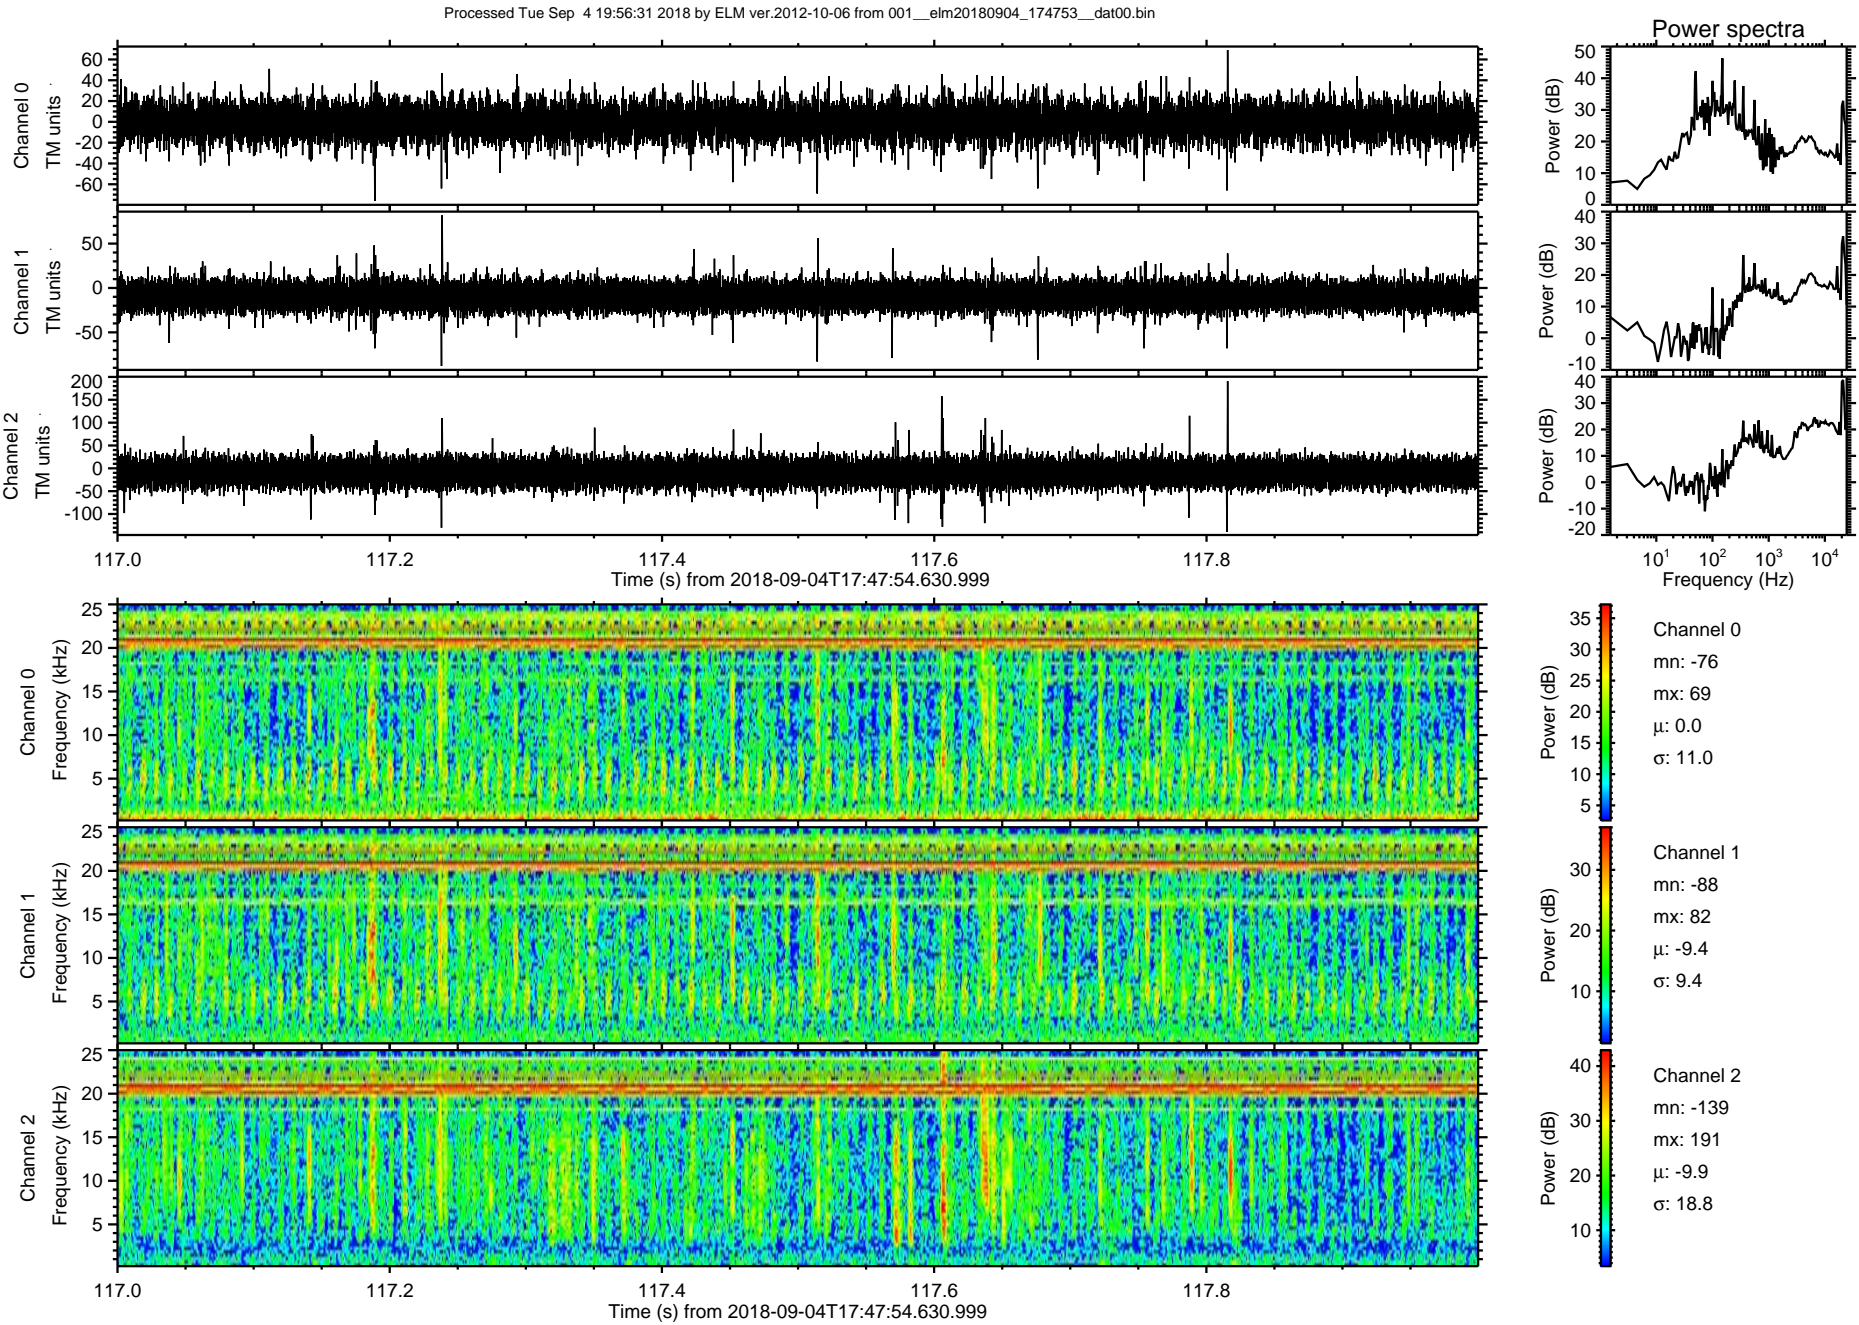 Processed Tue Sep  4 19:56:31 2018 by ELM ver.2012-10-06 from 001__elm20180904_174753__dat00.bin
Power spectra
Channel 0
TM units
60
40
20
0
-20
-40
-60
Power (dB)
50
40
30
20
10
0
Channel 1
TM units
50
0
-50
Power (dB)
40
30
20
10
0
-10
Channel 2
TM units
200
150
100
50
0
-50
-100
Power (dB)
40
30
20
10
0
-10
-20
117.0 117.2 117.4 117.6 117.8
Time (s) from 2018-09-04T17:47:54.630.999
10^1 10^2 10^3 10^4
Frequency (Hz)
Channel 0
Frequency (kHz)
25
20
15
10
5
Power (dB)
35
30
25
20
15
10
5
Channel 0
mn: -76
mx: 69
μ: 0.0
σ: 11.0
Channel 1
Frequency (kHz)
25
20
15
10
5
Power (dB)
30
20
10
Channel 1
mn: -88
mx: 82
μ: -9.4
σ: 9.4
Channel 2
Frequency (kHz)
25
20
15
10
5
Power (dB)
40
30
20
10
Channel 2
mn: -139
mx: 191
μ: -9.9
σ: 18.8
117.0 117.2 117.4 117.6 117.8
Time (s) from 2018-09-04T17:47:54.630.999